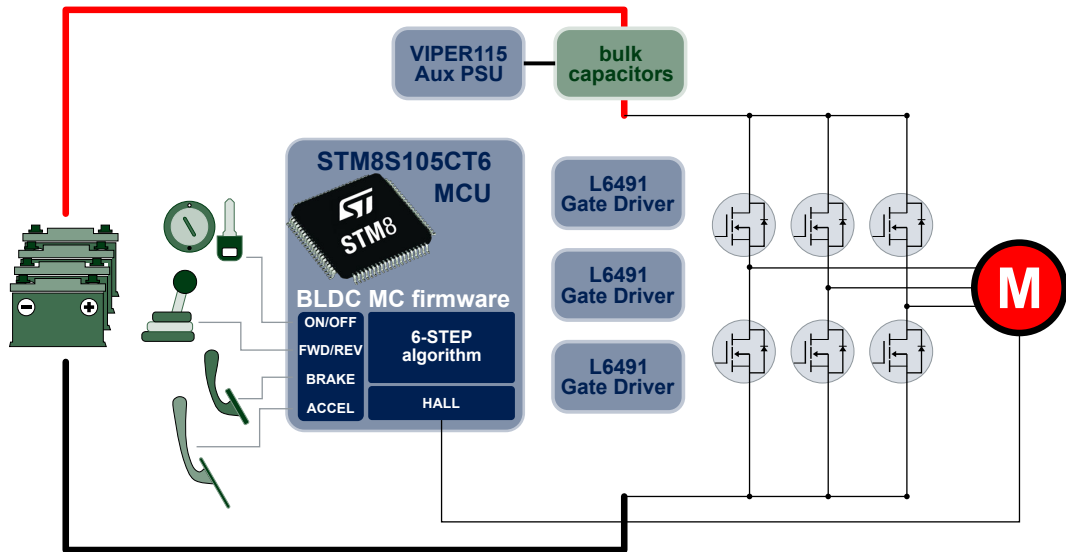 VIPER115
Aux PSU
bulk
capacitors
STM8S105CT6
MCU
ST
STM8
BLDC MC firmware
ON/OFF
FWD/REV
BRAKE
ACCEL
6-STEP
algorithm
HALL
L6491
Gate Driver
L6491
Gate Driver
L6491
Gate Driver
M